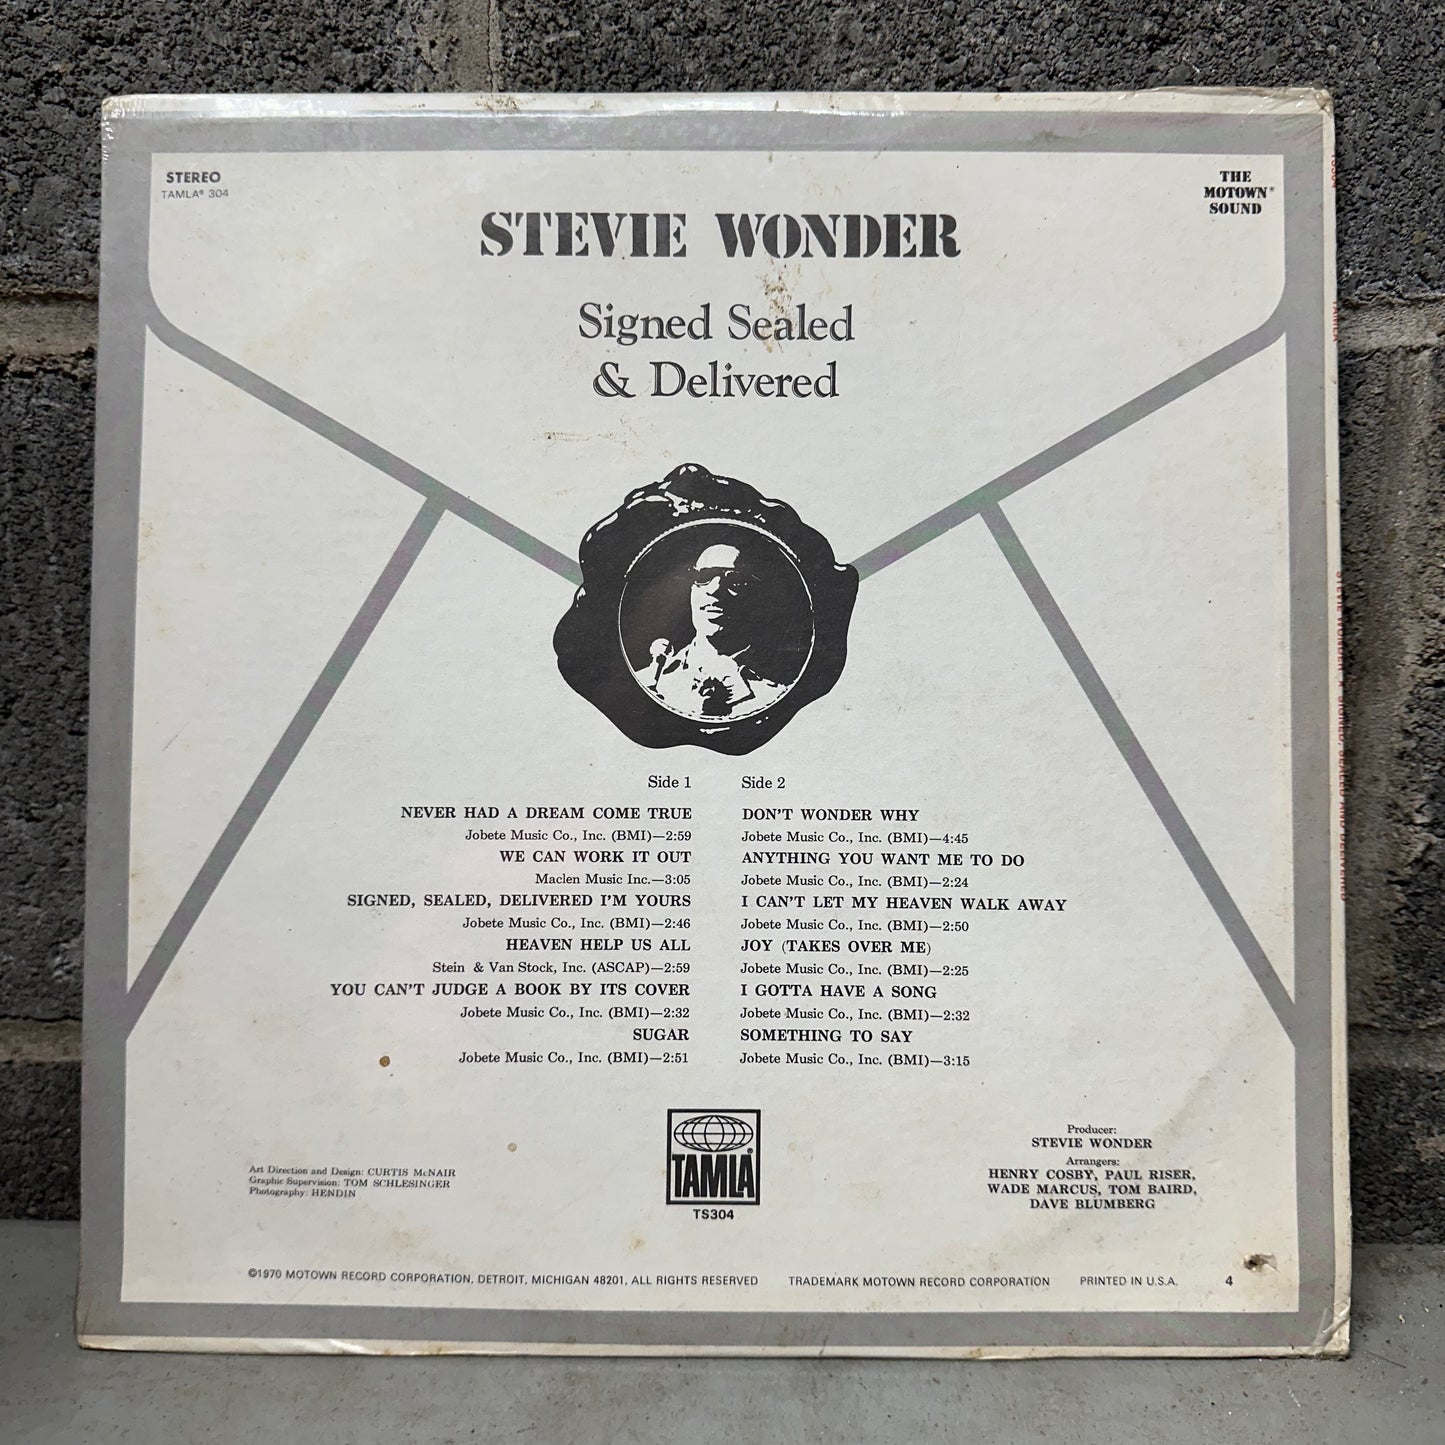 STEREO
TAMLA® 304
THE
MOTOWN®
SOUND
STEVIE WONDER
Signed Sealed
& Delivered
Side 1
NEVER HAD A DREAM COME TRUE
Jobete Music Co., Inc. (BMI)—2:59
WE CAN WORK IT OUT
Maclen Music Inc.—3:05
SIGNED, SEALED, DELIVERED I'M YOURS
Jobete Music Co., Inc. (BMI)—2:46
HEAVEN HELP US ALL
Stein & Van Stock, Inc. (ASCAP)—2:59
YOU CAN'T JUDGE A BOOK BY ITS COVER
Jobete Music Co., Inc. (BMI)—2:32
SUGAR
Jobete Music Co., Inc. (BMI)—2:51
Side 2
DON'T WONDER WHY
Jobete Music Co., Inc. (BMI)—4:45
ANYTHING YOU WANT ME TO DO
Jobete Music Co., Inc. (BMI)—2:24
I CAN'T LET MY HEAVEN WALK AWAY
Jobete Music Co., Inc. (BMI)—2:50
JOY (TAKES OVER ME)
Jobete Music Co., Inc. (BMI)—2:25
I GOTTA HAVE A SONG
Jobete Music Co., Inc. (BMI)—2:32
SOMETHING TO SAY
Jobete Music Co., Inc. (BMI)—3:15
Art Direction and Design: CURTIS McNAIR
Graphic Supervision: TOM SCHLESINGER
Photography: HENDIN
TAMLA®
TS304
Producer:
STEVIE WONDER
Arrangers:
HENRY COSBY, PAUL RISER,
WADE MARCUS, TOM BAIRD,
DAVE BLUMBERG
©1970 MOTOWN RECORD CORPORATION, DETROIT, MICHIGAN 48201, ALL RIGHTS RESERVED TRADEMARK MOTOWN RECORD CORPORATION PRINTED IN U.S.A. 4
TAMLA
STEVIE WONDER
SIGNED, SEALED AND DELIVERED